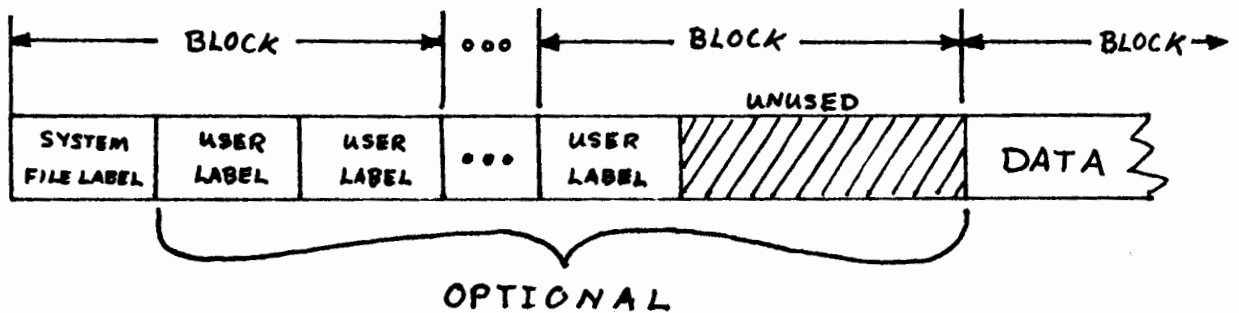 BLOCK ooo BLOCK BLOCK
UNUSED
SYSTEM FILE LABEL
USER LABEL
USER LABEL
•••
USER LABEL
DATA
OPTIONAL